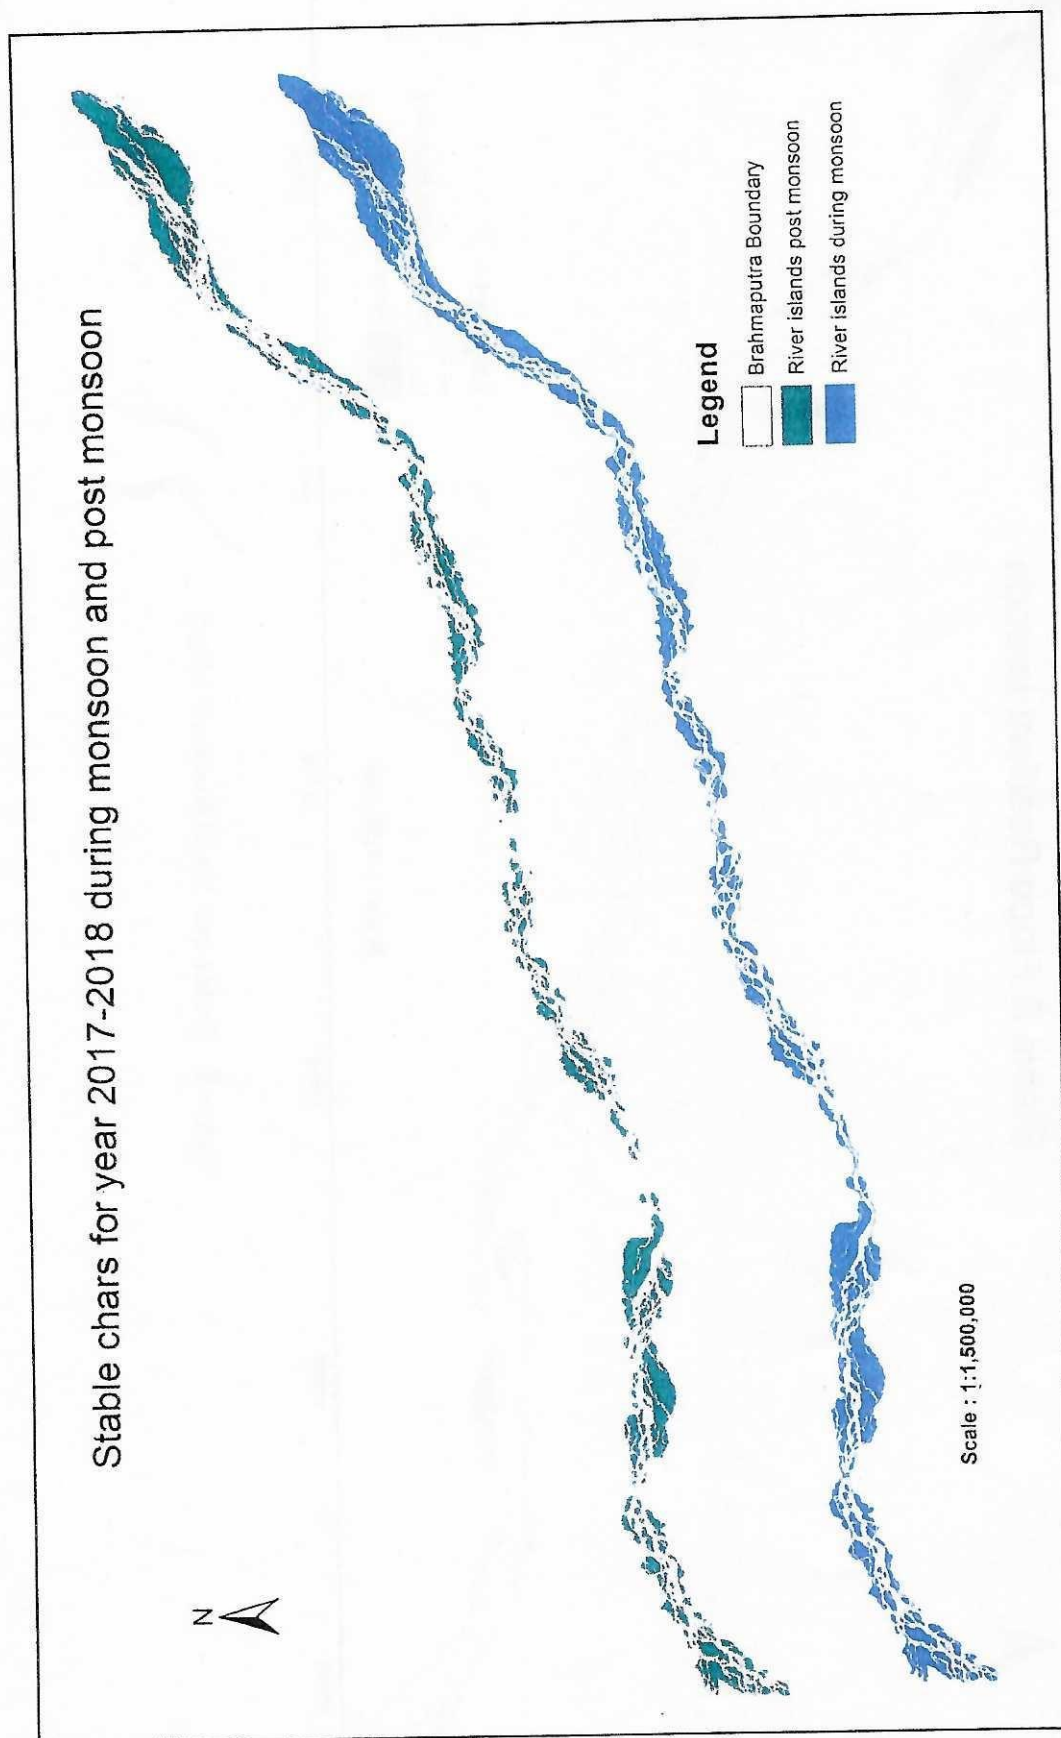 Stable chars for year 2017-2018 during monsoon and post monsoon
N
Legend
Brahmaputra Boundary
River islands post monsoon
River islands during monsoon
Scale : 1:1,500,000